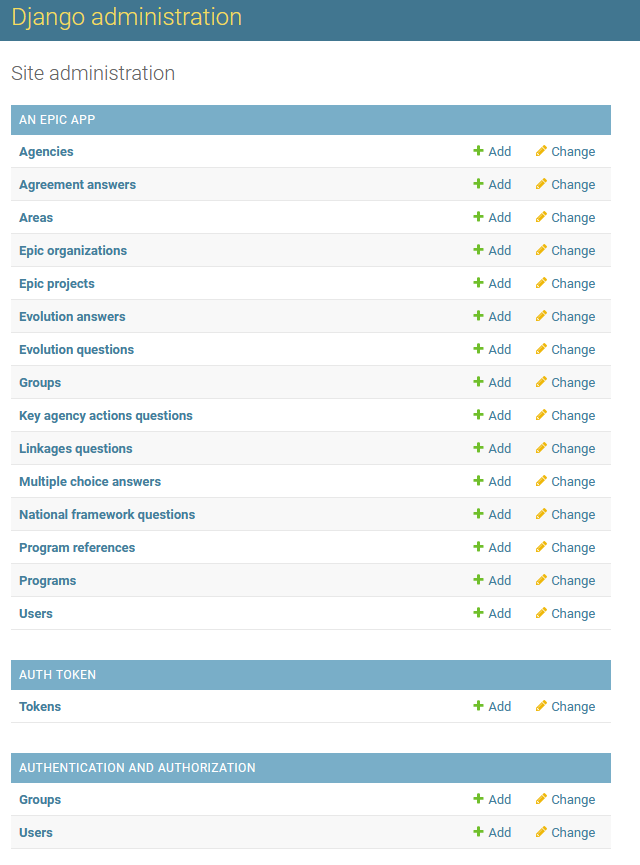 Django administration
Site administration
AN EPIC APP
Agencies Add Change
Agreement answers Add Change
Areas Add Change
Epic organizations Add Change
Epic projects Add Change
Evolution answers Add Change
Evolution questions Add Change
Groups Add Change
Key agency actions questions Add Change
Linkages questions Add Change
Multiple choice answers Add Change
National framework questions Add Change
Program references Add Change
Programs Add Change
Users Add Change
AUTH TOKEN
Tokens Add Change
AUTHENTICATION AND AUTHORIZATION
Groups Add Change
Users Add Change